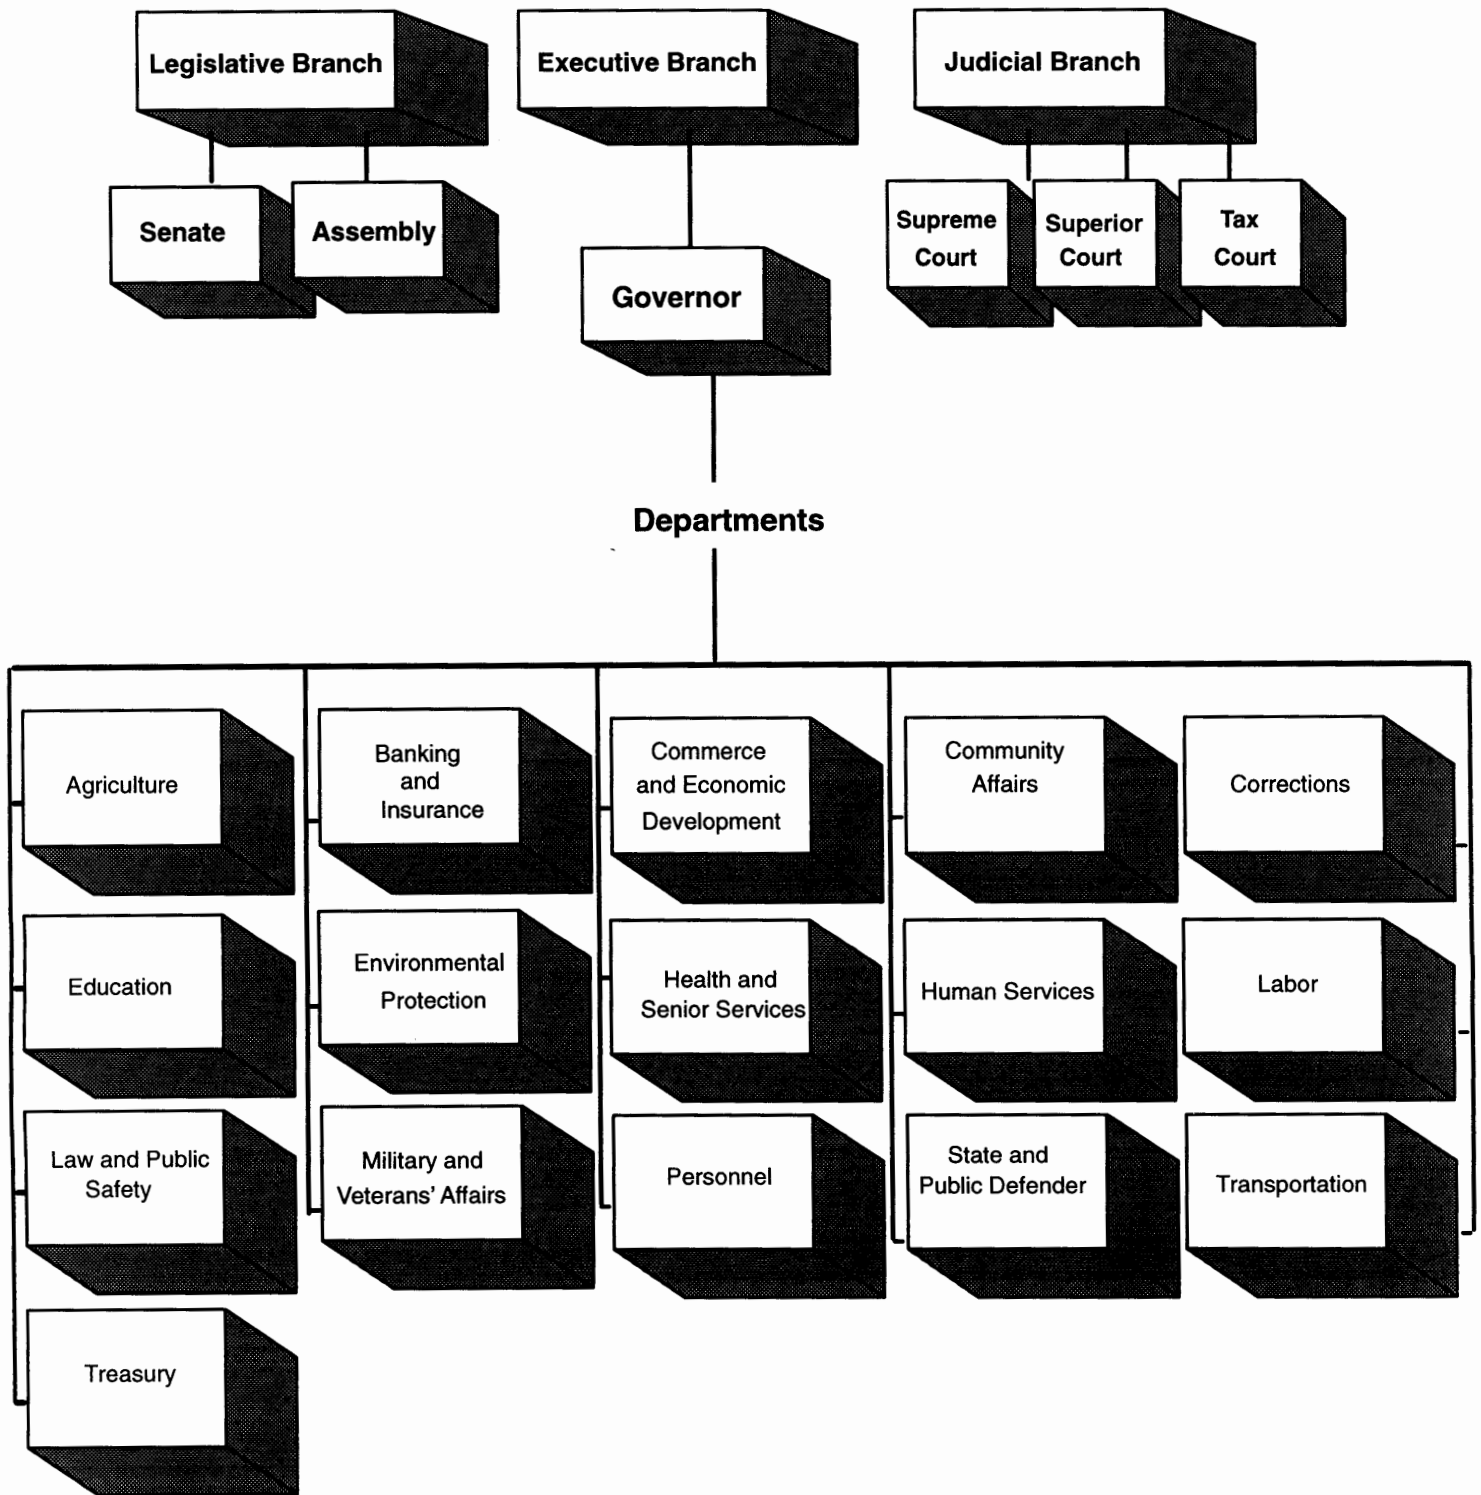 Legislative Branch
Executive Branch
Judicial Branch
Senate
Assembly
Governor
Supreme
Court
Superior
Court
Tax
Court
Departments
Agriculture
Banking
and
Insurance
Commerce
and Economic
Development
Community
Affairs
Corrections
Education
Environmental
Protection
Health and
Senior Services
Human Services
Labor
Law and Public
Safety
Military and
Veterans' Affairs
Personnel
State and
Public Defender
Transportation
Treasury